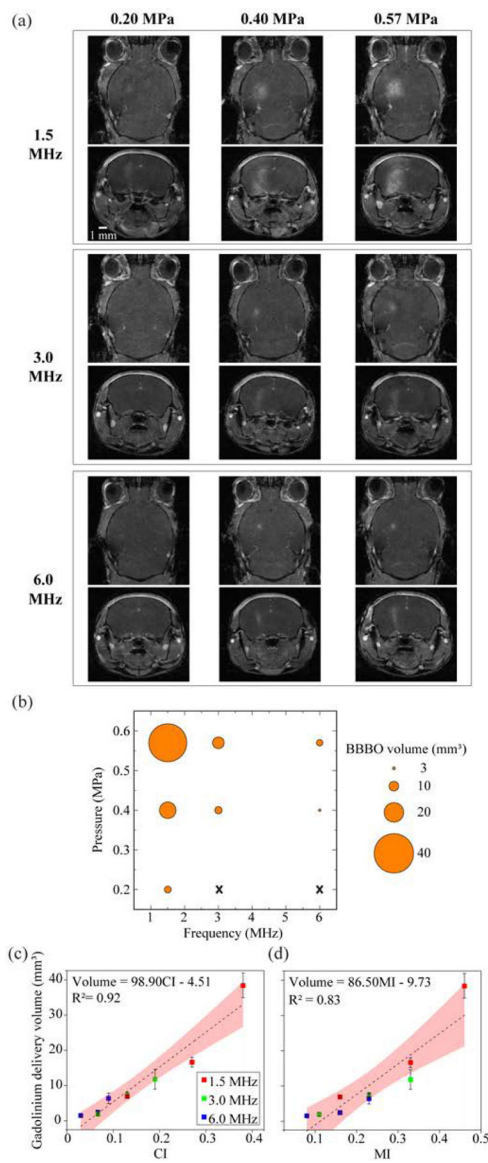 (a)
0.20 MPa 0.40 MPa 0.57 MPa
1.5
MHz
1 mm
3.0
MHz
6.0
MHz
(b)
Pressure (MPa)
0.6
0.5
0.4
0.3
0.2
x x
1 2 3 4 5 6 7
Frequency (MHz)
BBBO volume (mm³)
3
10
20
40
(c)
Gadolinium delivery volume (mm³)
40
30
20
10
0
Volume = 98.90CI - 4.51
R²= 0.92
1.5 MHz
3.0 MHz
6.0 MHz
0.0 0.1 0.2 0.3 0.4
CI
(d)
Volume = 86.50MI - 9.73
R² = 0.83
0.1 0.2 0.3 0.4 0.5
MI